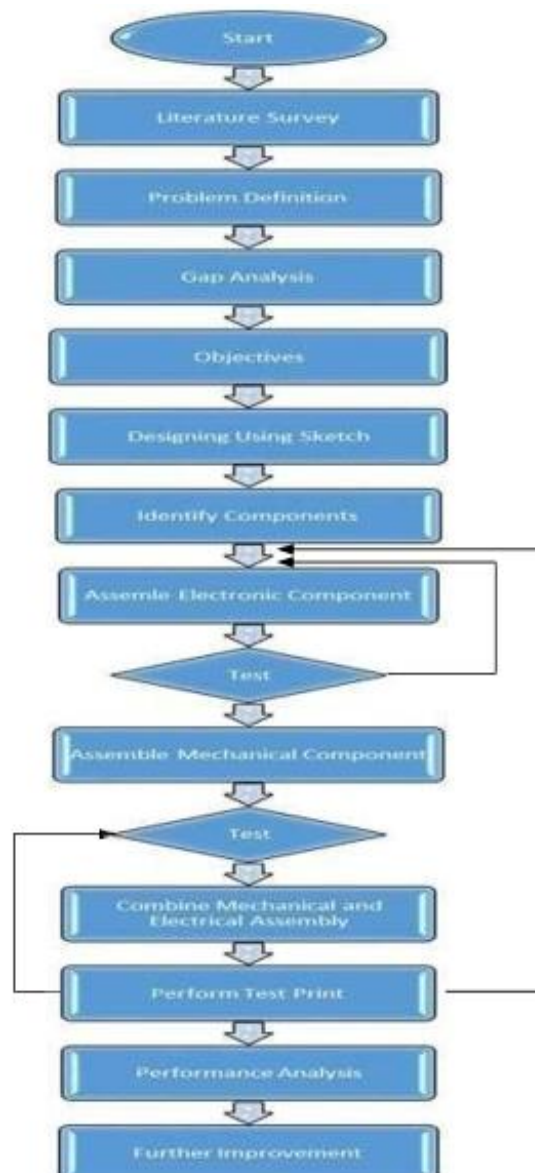 Start
Literature Survey
Problem Definition
Gap Analysis
Objectives
Designing Using Sketch
Identify Components
Assemle Electronic Component
Test
Assemble Mechanical Component
Test
Combine Mechanical and
Electrical Assembly
Perform Test Print
Performance Analysis
Further Improvement